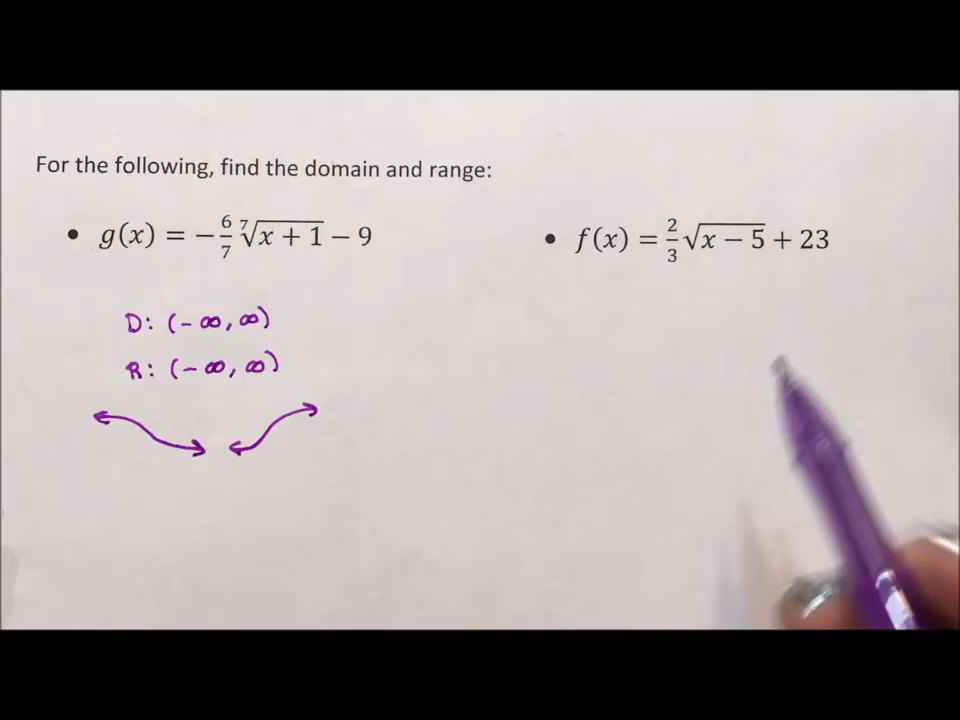 For the following, find the domain and range:
• g(x) = −6/7 ⁷√(x + 1) − 9
• f(x) = 2/3 √(x − 5) + 23
D: (-∞, ∞)
R: (-∞, ∞)